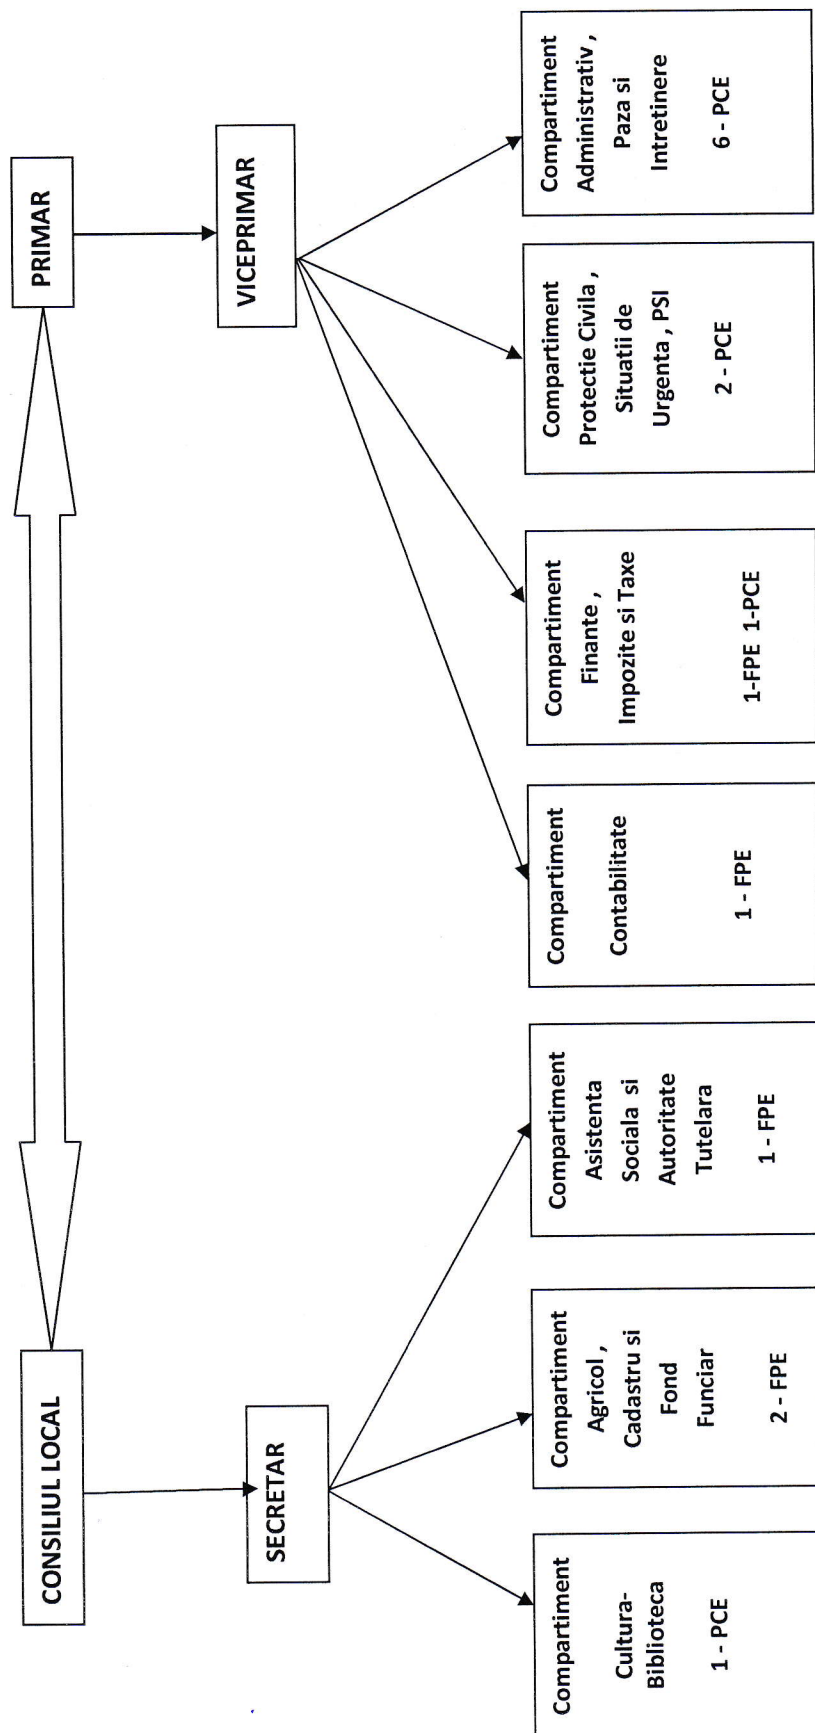 CONSILIUL LOCAL
PRIMAR
SECRETAR
VICEPRIMAR
Compartiment
Cultura-
Biblioteca
1 - PCE
Compartiment
Agricol ,
Cadastru si
Fond
Funciar
2 - FPE
Compartiment
Asistenta
Sociala si
Autoritate
Tutelara
1 - FPE
Compartiment
Contabilitate
1 - FPE
Compartiment
Finante ,
Impozite si Taxe
1-FPE 1-PCE
Compartiment
Protectie Civila ,
Situatii de
Urgenta , PSI
2 - PCE
Compartiment
Administrativ ,
Paza si
Intretinere
6 - PCE